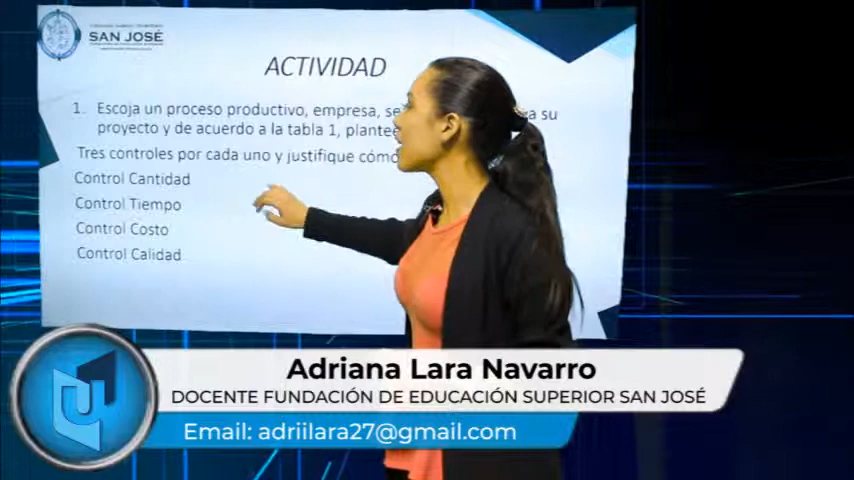 SAN JOSÉ
ACTIVIDAD
1. Escoja un proceso productivo, empresa, se a su
proyecto y de acuerdo a la tabla 1, plantee
Tres controles por cada uno y justifique cómo
Control Cantidad
Control Tiempo
Control Costo
Control Calidad
Adriana Lara Navarro
DOCENTE FUNDACIÓN DE EDUCACIÓN SUPERIOR SAN JOSÉ
Email: adriilara27@gmail.com